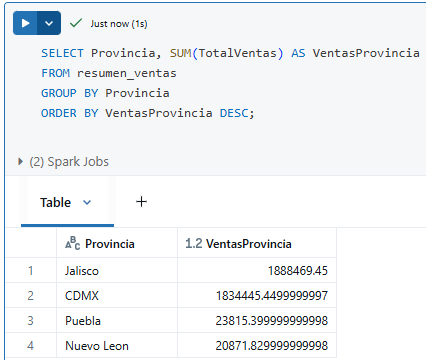 Just now (1s)
SELECT Provincia, SUM(TotalVentas) AS VentasProvincia
FROM resumen_ventas
GROUP BY Provincia
ORDER BY VentasProvincia DESC;
(2) Spark Jobs
Table +
ABC Provincia 1.2 VentasProvincia
1 Jalisco 1888469.45
2 CDMX 1834445.4499999997
3 Puebla 23815.399999999998
4 Nuevo Leon 20871.829999999998